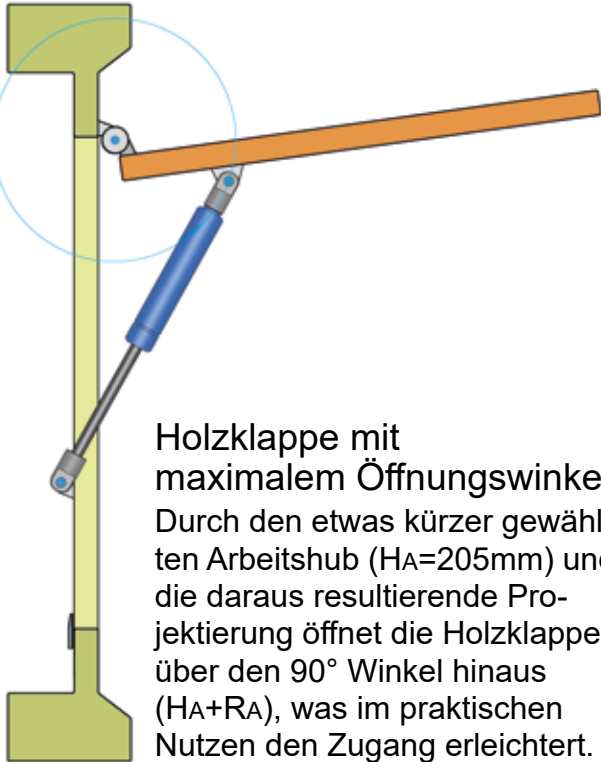 Holzklappe mit
maximalem Öffnungswinke
Durch den etwas kürzer gewähl
ten Arbeitshub (HA=205mm) un
die daraus resultierende Pro-
jektierung öffnet die Holzklappe
über den 90° Winkel hinaus
(HA+RA), was im praktischen
Nutzen den Zugang erleichtert.